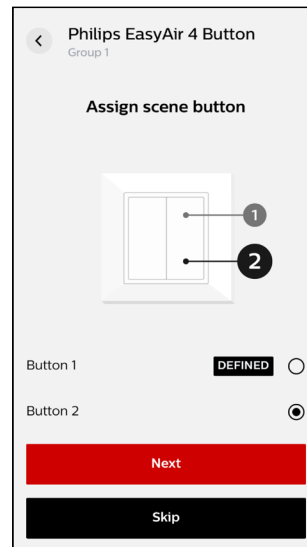 Philips EasyAir 4 Button
Group 1
Assign scene button
1
2
Button 1 DEFINED
Button 2
Next
Skip